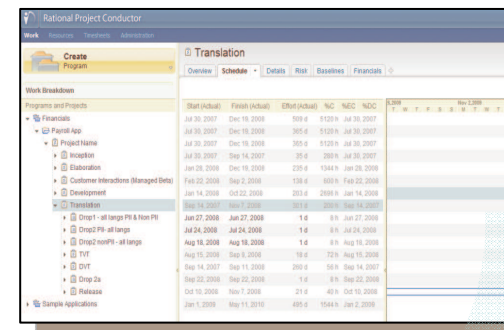 Rational Project Conductor
Work Resources Timesheets Administration
Create
Program
Work Breakdown
Programs and Projects
Financials
Payroll App
Project Name
Inception
Elaboration
Customer Interactions (Managed Beta)
Development
Translation
Drop1 - all langs PII & Non PII
Drop2 PII- all langs
Drop2 nonPII - all langs
TVT
DVT
Drop 2a
Release
Sample Applications
Translation
Overview Schedule Details Risk Baselines Financials
Start (Actual) Finish (Actual) Effort (Actual) %C %EC %DC
Jul 30, 2007 Dec 19, 2008 Jul 30, 2007
Jul 30, 2007 Dec 19, 2008 365 d 5120 h Jul 30, 2007
Jul 30, 2007 Dec 19, 2008 365 d 5120 h Jul 30, 2007
Jul 30, 2007 Sep 14, 2007 35 d 280 h Jul 30, 2007
Jan 28, 2008 Dec 19, 2008 235 d 1344 h Jan 28, 2008
Feb 22, 2008 Sep 2, 2008 136 d 600 h Feb 22, 2008
Jan 14, 2008 Oct 22, 2008 203 d 2696 h Jan 14, 2008
Sep 14, 2007 Nov 7, 2008 Sep 14, 2007
Jun 27, 2008 Jun 27, 2008 1 d 8 h Jun 27, 2008
Jul 24, 2008 Jul 24, 2008 1 d 8 h Jul 24, 2008
Aug 18, 2008 Aug 18, 2008 1 d 8 h Aug 18, 2008
Aug 15, 2008 Sep 9, 2008 18 d 72 h Aug 15, 2008
Sep 14, 2007 Sep 11, 2008 260 d 56 h Sep 14, 2007
Sep 22, 2008 Sep 22, 2008 1 d 8 h Sep 22, 2008
Oct 10, 2008 Nov 7, 2008 21 d 40 h Oct 10, 2008
Jan 1, 2009 May 11, 2010 495 d 1544 h Jan 2, 2008
Nov 2, 2008
T W T F S S M T W T